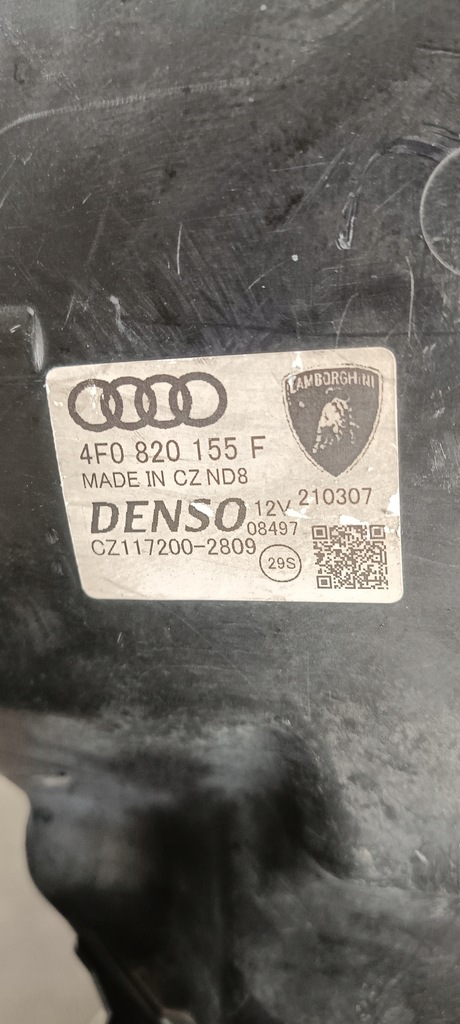 LAMBORGHINI
4F0 820 155 F
MADE IN CZ ND8
DENSO 12V 210307
08497
CZ117200-2809
29S